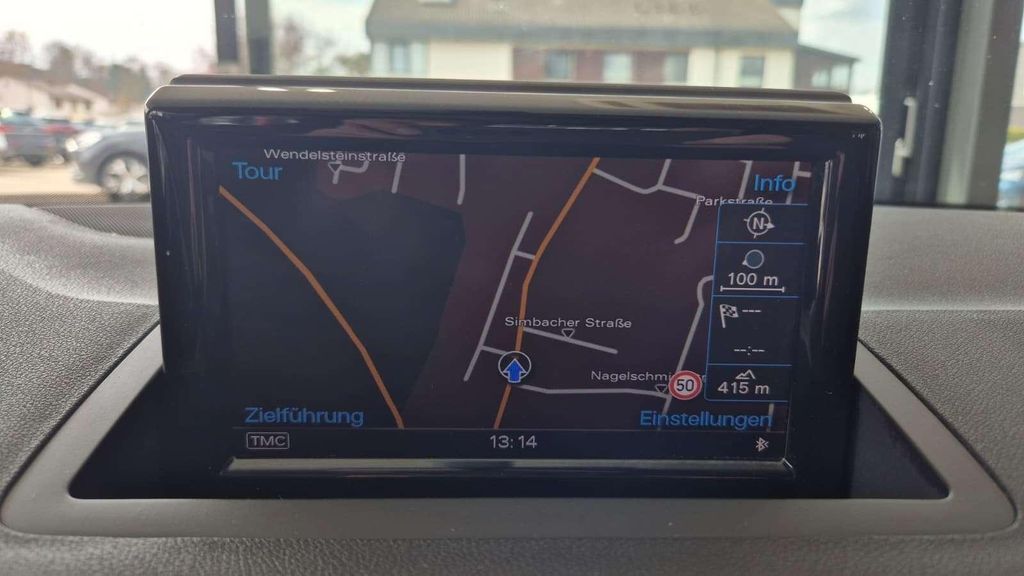 Wendelsteinstraße
Tour
Info
Parkstraße
N
100 m
Simbacher Straße
---
--:--
Nagelschmi
50
415 m
Zielführung
Einstellungen
TMC
13:14